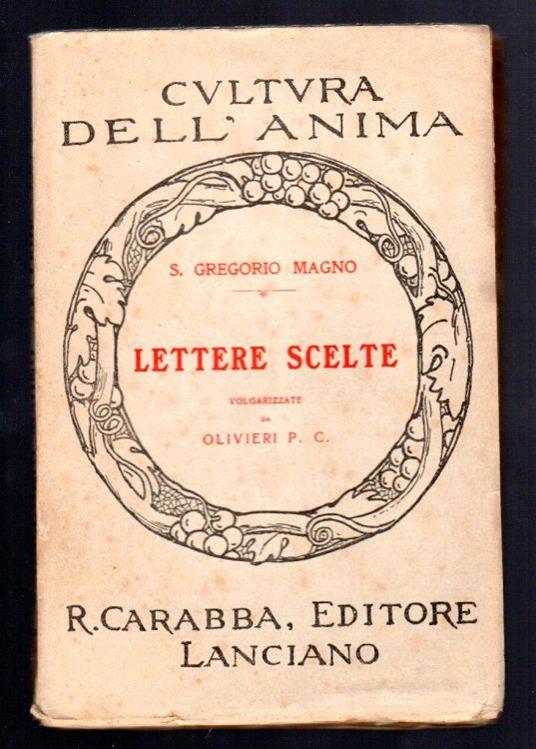 CVLTVRA
DELL' ANIMA
S. GREGORIO MAGNO
LETTERE SCELTE
VOLGARIZZATE
DA
OLIVIERI P. C.
R. CARABBA, EDITORE
LANCIANO